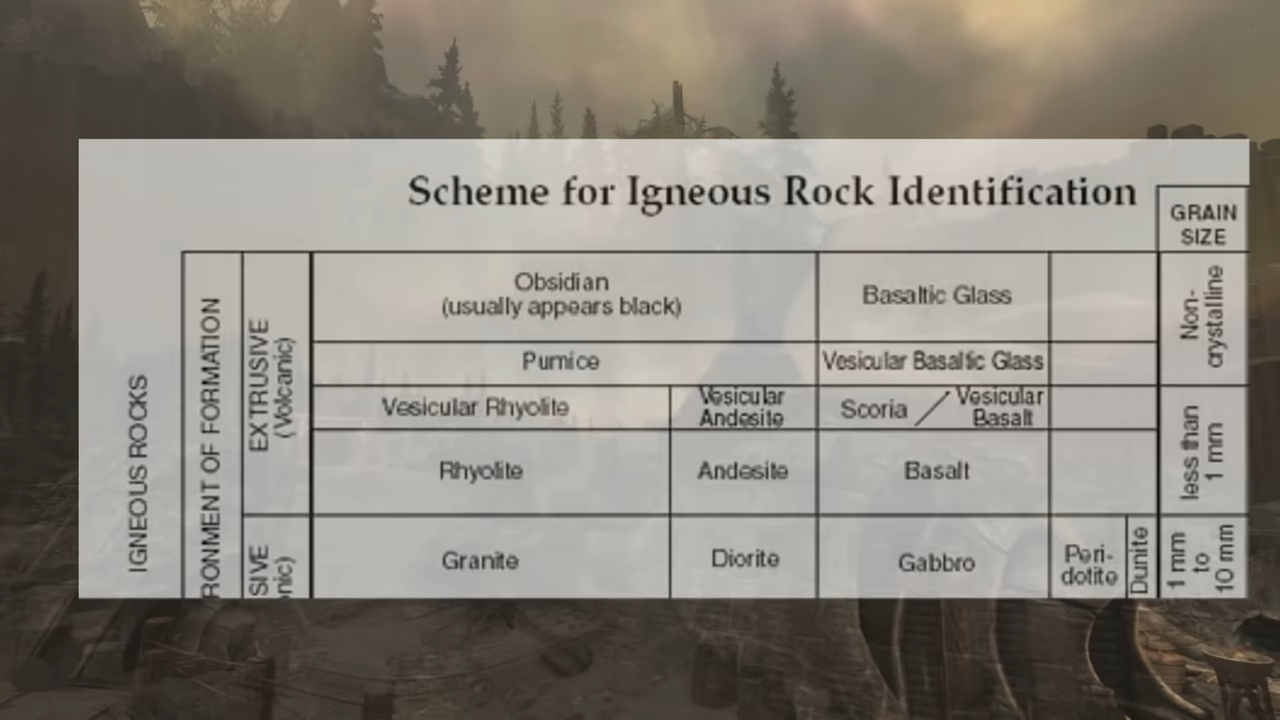 Scheme for Igneous Rock Identification
GRAIN
SIZE
IGNEOUS ROCKS
RONMENT OF FORMATION
EXTRUSIVE
(Volcanic)
Obsidian
(usually appears black)
Basaltic Glass
Non-
crystalline
Pumice
Vesicular Basaltic Glass
Vesicular Rhyolite
Vesicular
Andesite
Scoria / Vesicular
Basalt
less than
1 mm
Rhyolite
Andesite
Basalt
SIVE
nic)
Granite
Diorite
Gabbro
Peri-
dotite
Dunite
1 mm
to
10 mm